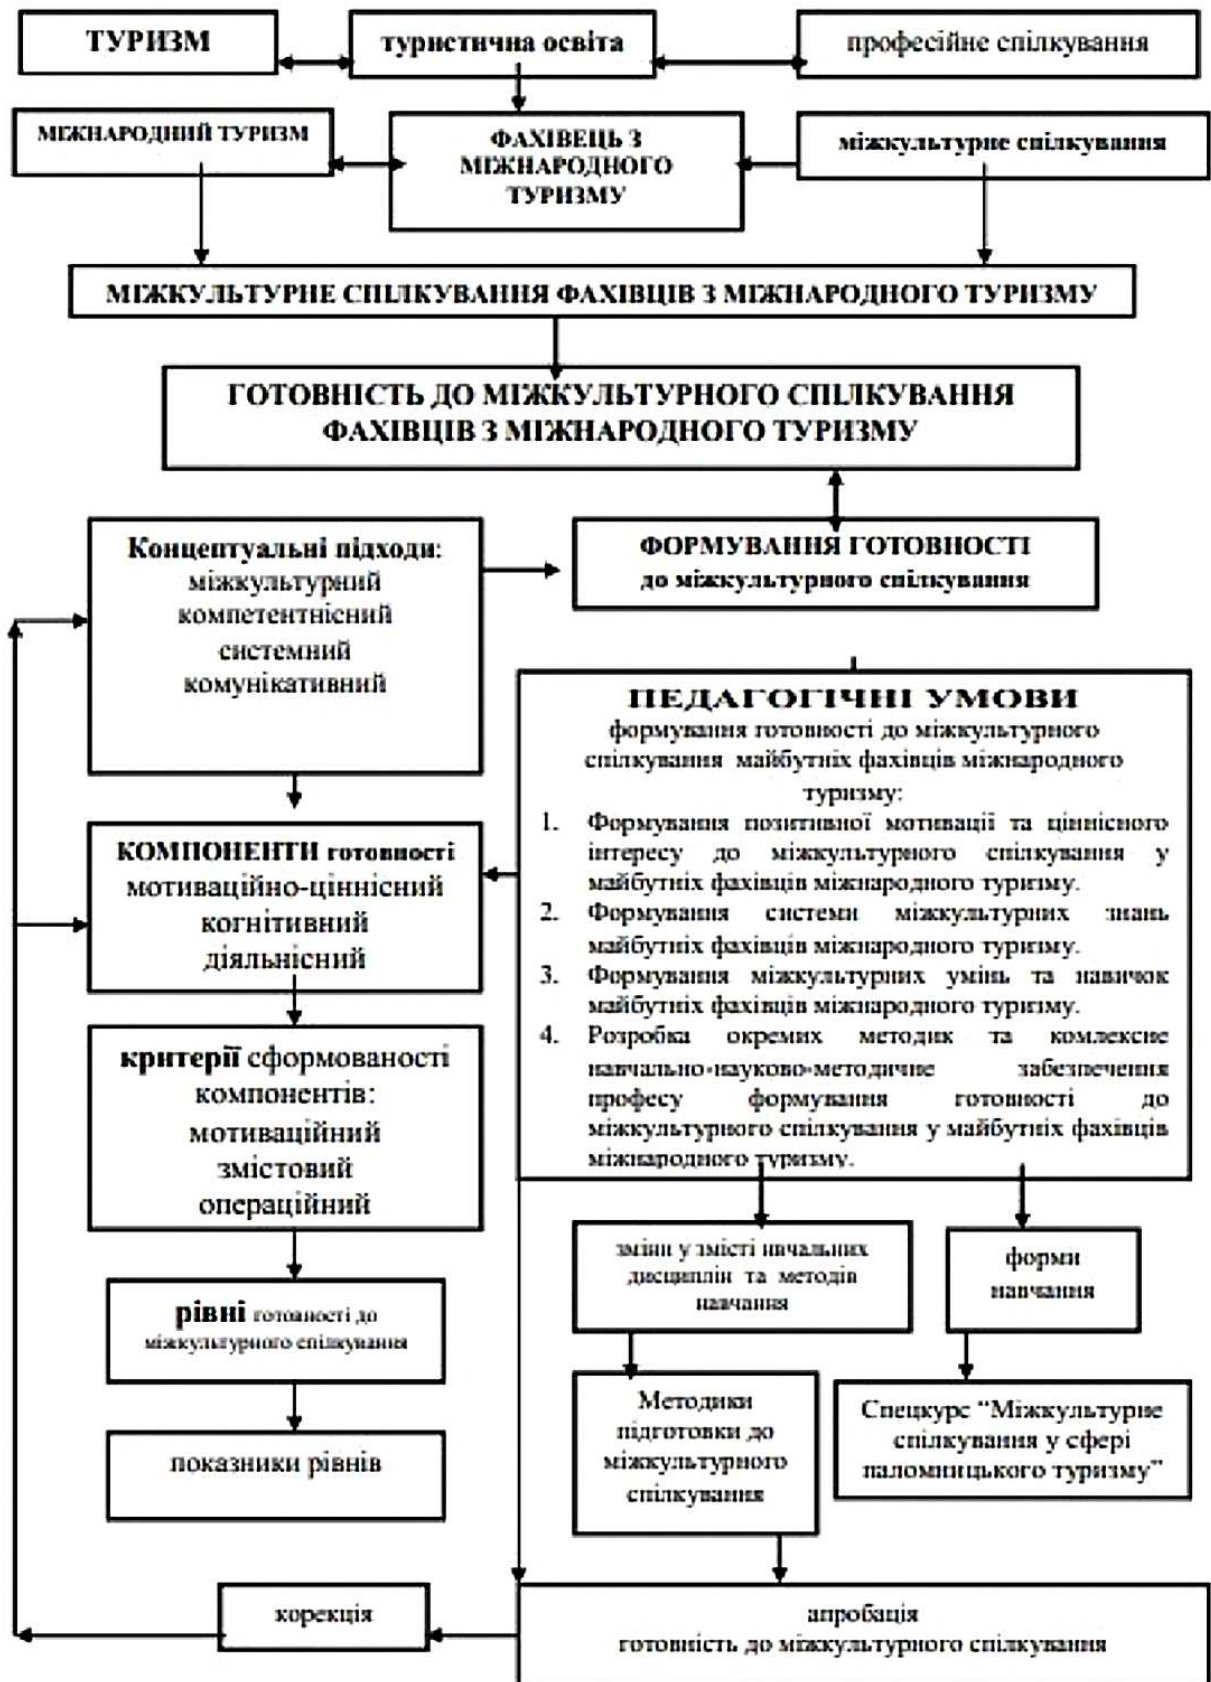 ТУРИЗМ
туристична освіта
професійне спілкування
МІЖНАРОДНИЙ ТУРИЗМ
ФАХІВЕЦЬ З
МІЖНАРОДНОГО
ТУРИЗМУ
міжкультурне спілкування
МІЖКУЛЬТУРНЕ СПІЛКУВАННЯ ФАХІВЦІВ З МІЖНАРОДНОГО ТУРИЗМУ
ГОТОВНІСТЬ ДО МІЖКУЛЬТУРНОГО СПІЛКУВАННЯ
ФАХІВЦІВ З МІЖНАРОДНОГО ТУРИЗМУ
Концептуальні підходи:
міжкультурний
компетентнісний
системний
комунікативний
ФОРМУВАННЯ ГОТОВНОСТІ
до міжкультурного спілкування
ПЕДАГОГІЧНІ УМОВИ
формування готовності до міжкультурного
спілкування майбутніх фахівців міжнародного
туризму:
1. Формування позитивної мотивації та ціннісного
інтересу до міжкультурного спілкування у
майбутніх фахівців міжнародного туризму.
2. Формування системи міжкультурних знань
майбутніх фахівців міжнародного туризму.
3. Формування міжкультурних умінь та навичок
майбутніх фахівців міжнародного туризму.
4. Розробка окремих методик та комлексне
навчально-науково-методичне забезпечення
професу формування готовності до
міжкультурного спілкування у майбутніх фахівців
міжнародного туризму.
КОМПОНЕНТИ готовності
мотиваційно-ціннісний
когнітивний
діяльнісний
критерії сформованості
компонентів:
мотиваційний
змістовий
операційний
рівні готовності до
міжкультурного спілкування
показники рівнів
зміни у змісті нвчальних
дисциплін та методів
навчання
форми
навчання
Методики
підготовки до
міжкультурного
спілкування
Спецкурс “Міжкультурне
спілкування у сфері
паломницького туризму”
корекція
апробація
готовність до міжкультурного спілкування